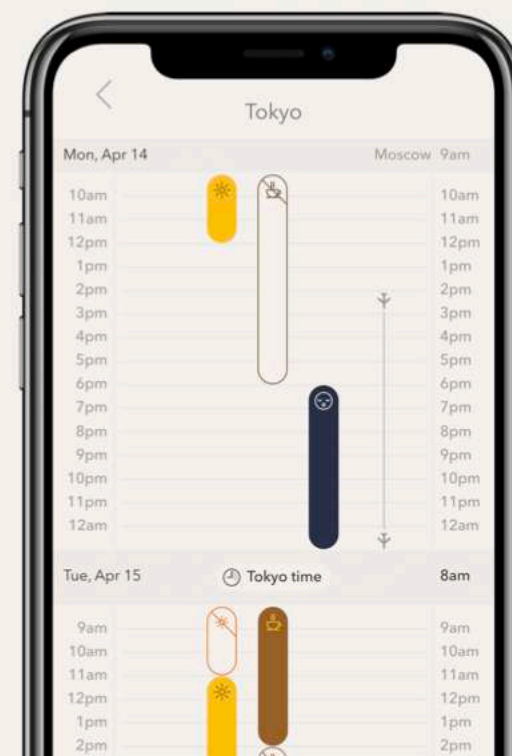 Tokyo
Mon, Apr 14 Moscow 9am
10am 10am
11am 11am
12pm 12pm
1pm 1pm
2pm 2pm
3pm 3pm
4pm 4pm
5pm 5pm
6pm 6pm
7pm 7pm
8pm 8pm
9pm 9pm
10pm 10pm
11pm 11pm
12am 12am
Tue, Apr 15 Tokyo time 8am
9am 9am
10am 10am
11am 11am
12pm 12pm
1pm 1pm
2pm 2pm